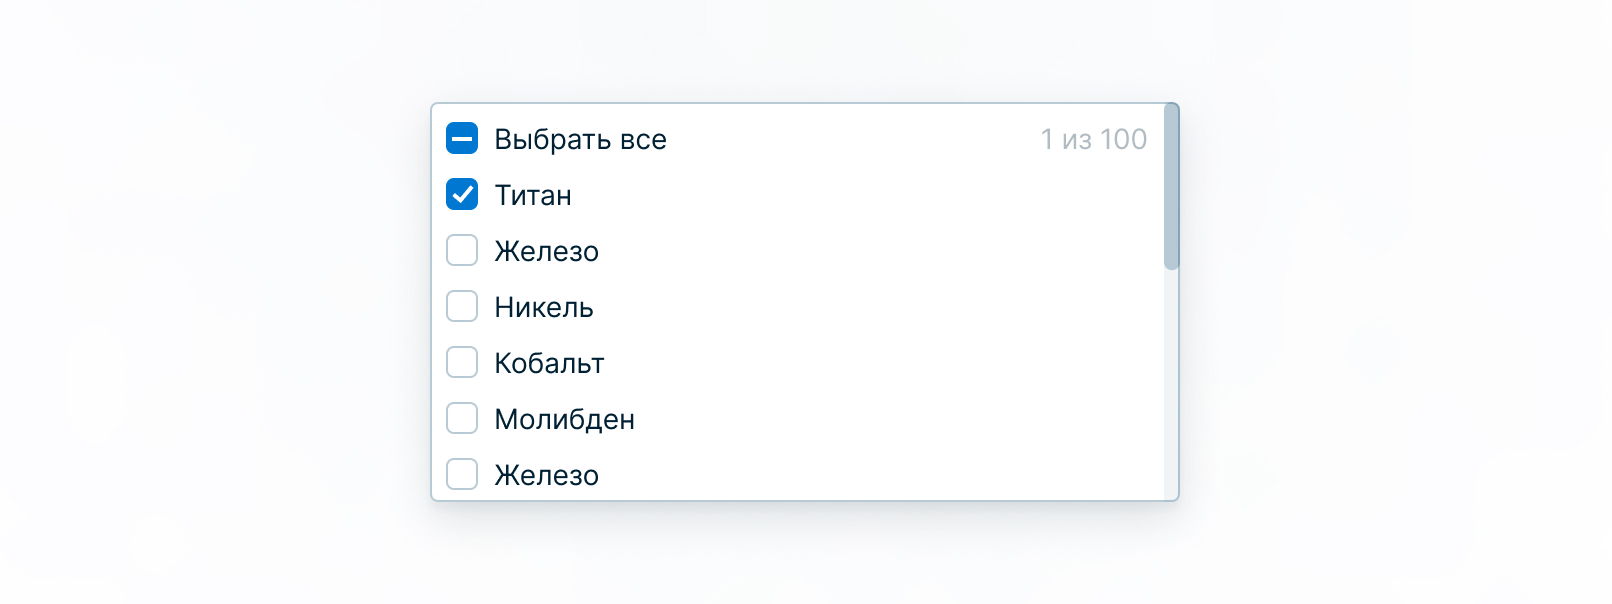 Выбрать все 1 из 100
Титан
Железо
Никель
Кобальт
Молибден
Железо